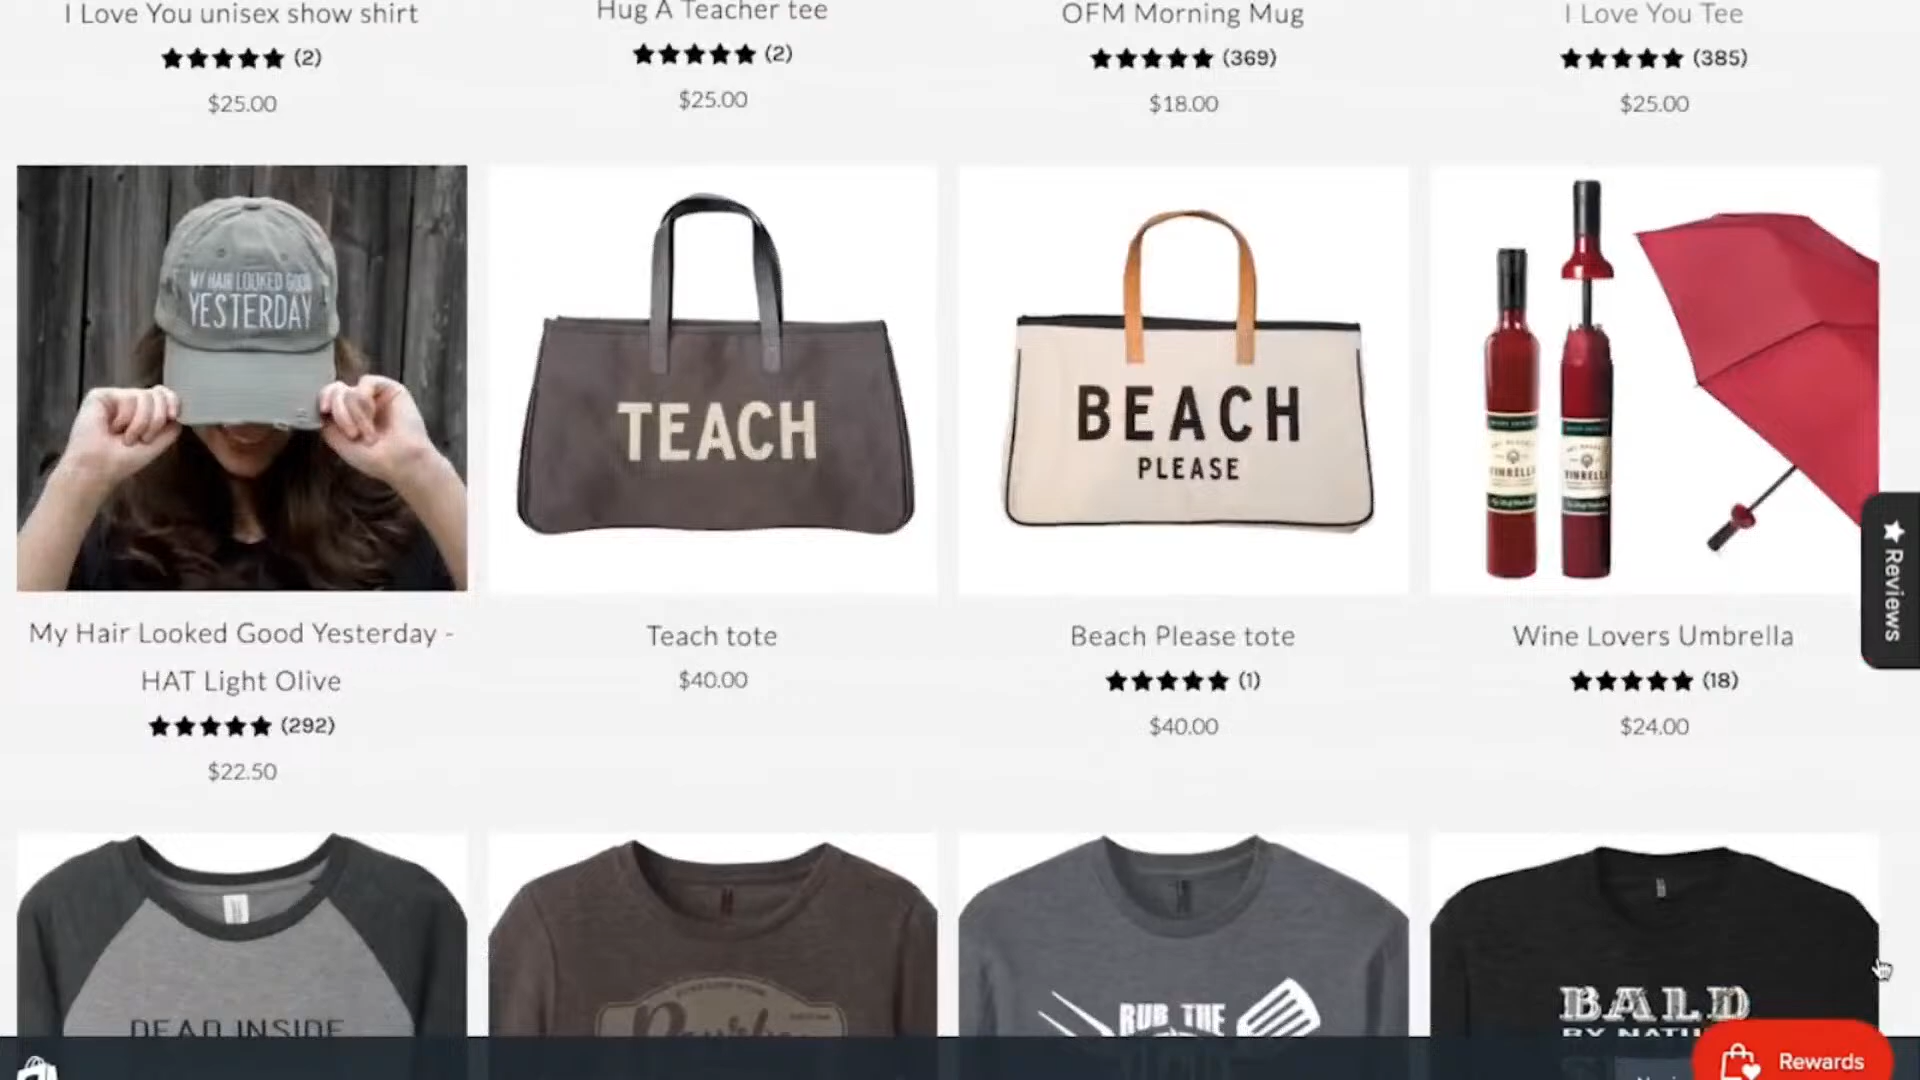 I Love You unisex show shirt
Hug A Teacher tee
OFM Morning Mug
I Love You Tee
(2)
(2)
(369)
(385)
$25.00
$25.00
$18.00
$25.00
MY HAIR LOOKED GOOD
YESTERDAY
TEACH
BEACH
PLEASE
Reviews
My Hair Looked Good Yesterday -
HAT Light Olive
Teach tote
Beach Please tote
Wine Lovers Umbrella
(292)
$40.00
(1)
(18)
$22.50
$40.00
$24.00
DEAD INSIDE
RUB THE
BALD
Rewards